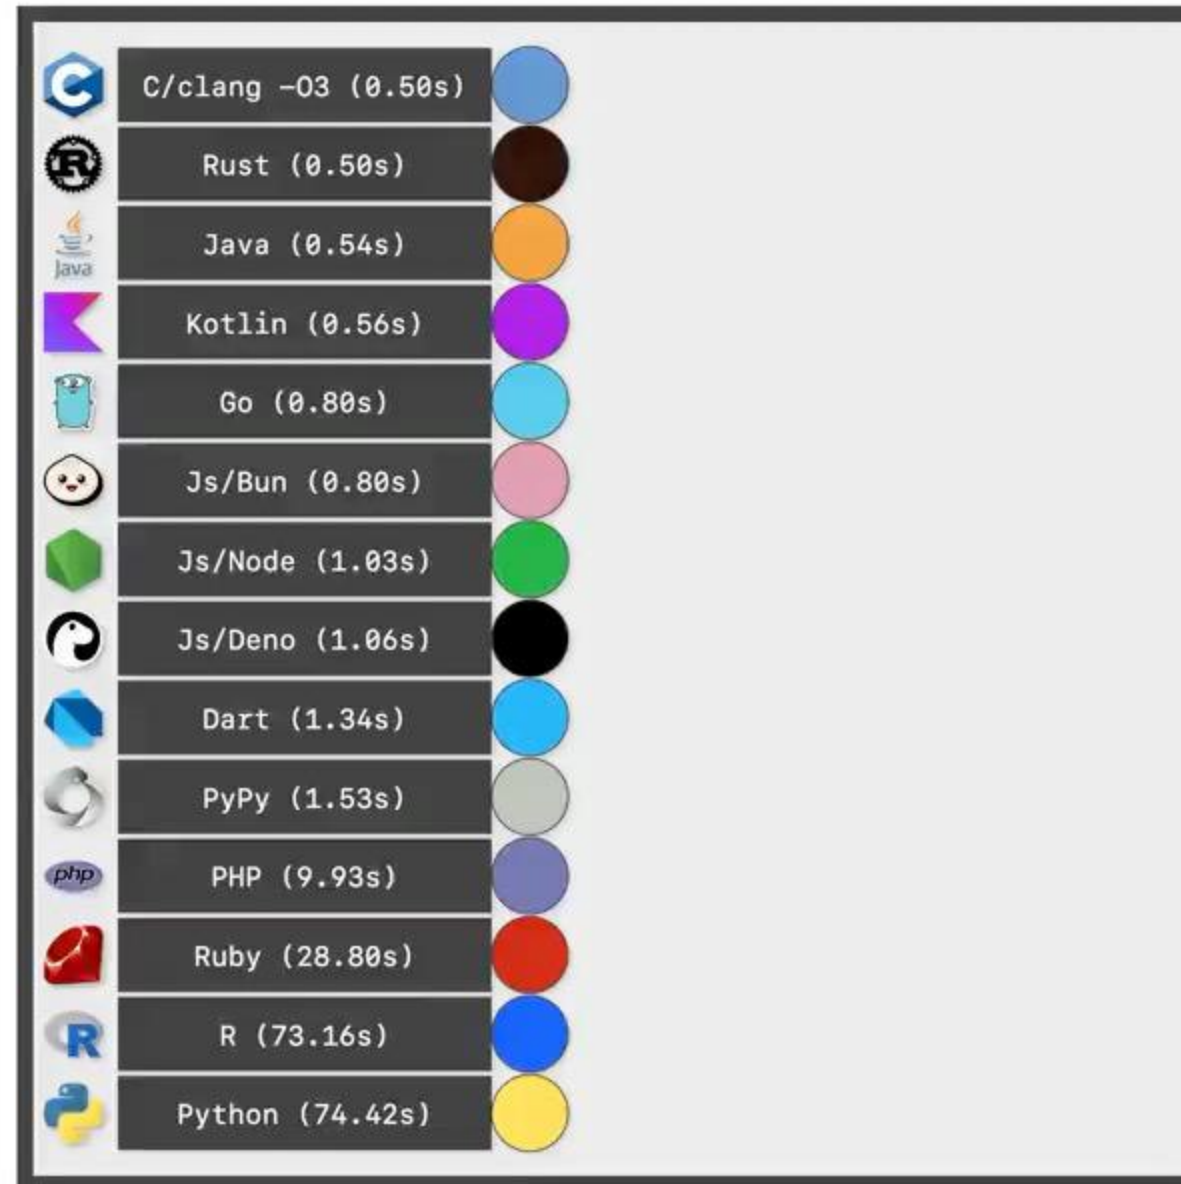 C/clang -O3 (0.50s)
Rust (0.50s)
Java
Java (0.54s)
Kotlin (0.56s)
Go (0.80s)
Js/Bun (0.80s)
Js/Node (1.03s)
Js/Deno (1.06s)
Dart (1.34s)
PyPy (1.53s)
php PHP (9.93s)
Ruby (28.80s)
R R (73.16s)
Python (74.42s)